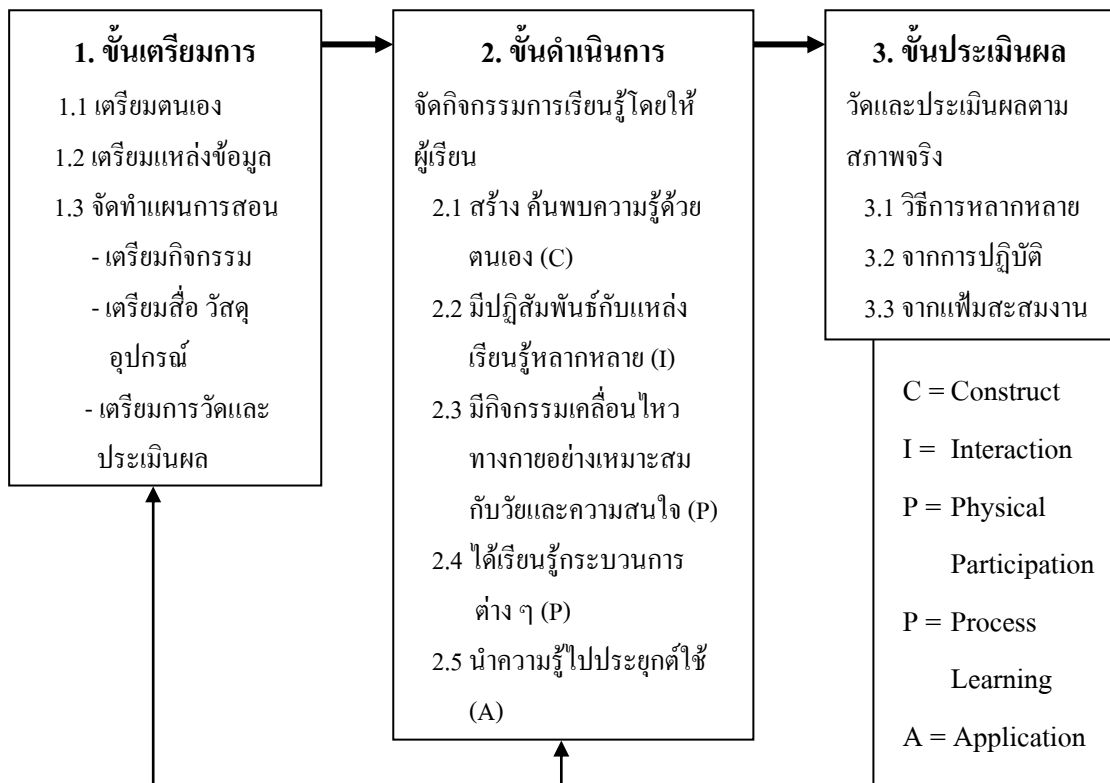 1. ขั้นเตรียมการ
1.1 เตรียมตนเอง
1.2 เตรียมแหล่งข้อมูล
1.3 จัดทำแผนการสอน
- เตรียมกิจกรรม
- เตรียมสื่อ วัสดุ
อุปกรณ์
- เตรียมการวัดและ
ประเมินผล
2. ขั้นดำเนินการ
จัดกิจกรรมการเรียนรู้โดยให้
ผู้เรียน
2.1 สร้าง ค้นพบความรู้ด้วย
ตนเอง (C)
2.2 มีปฏิสัมพันธ์กับแหล่ง
เรียนรู้หลากหลาย (I)
2.3 มีกิจกรรมเคลื่อนไหว
ทางกายอย่างเหมาะสม
กับวัยและความสนใจ (P)
2.4 ได้เรียนรู้กระบวนการ
ต่าง ๆ (P)
2.5 นำความรู้ไปประยุกต์ใช้
(A)
3. ขั้นประเมินผล
วัดและประเมินผลตาม
สภาพจริง
3.1 วิธีการหลากหลาย
3.2 จากการปฏิบัติ
3.3 จากแฟ้มสะสมงาน
C = Construct
I = Interaction
P = Physical
Participation
P = Process
Learning
A = Application